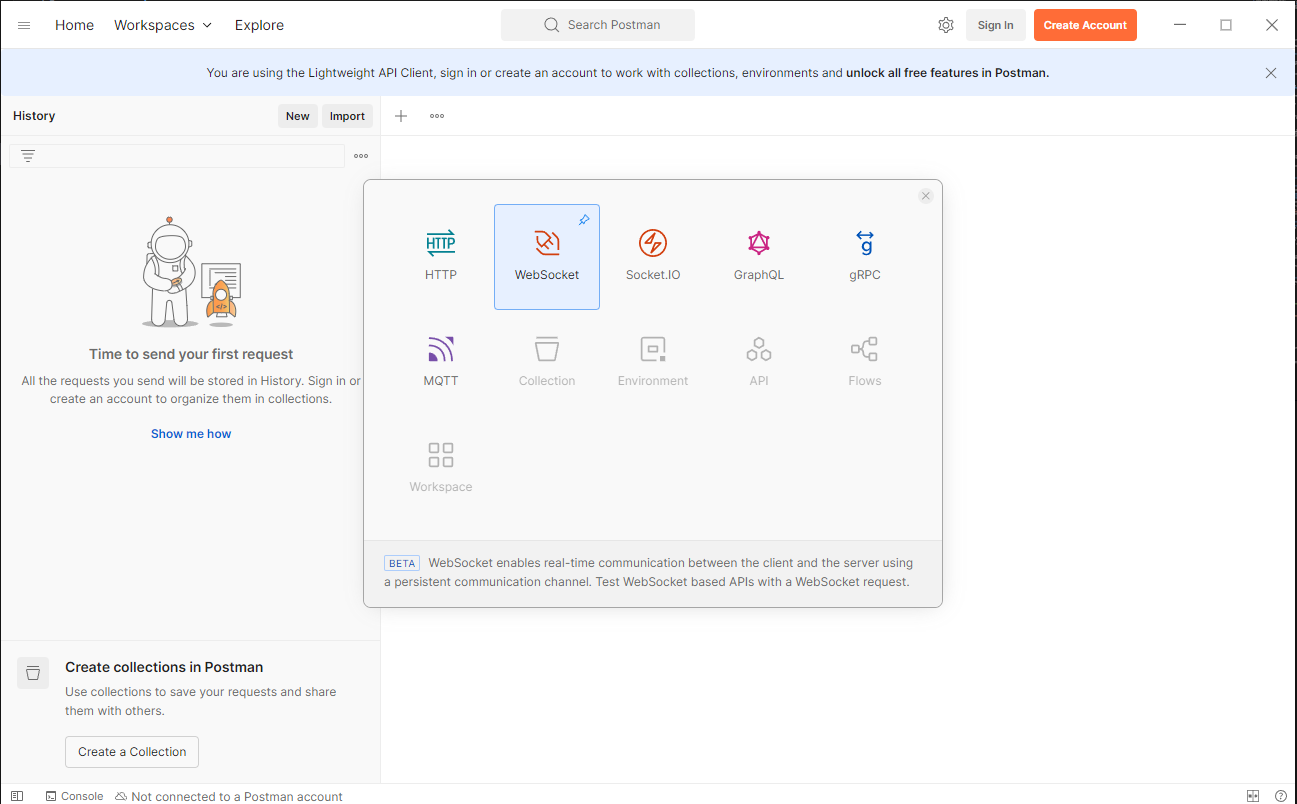 Home Workspaces Explore Search Postman Sign In Create Account
You are using the Lightweight API Client, sign in or create an account to work with collections, environments and unlock all free features in Postman.
History New Import
HTTP WebSocket Socket.IO GraphQL gRPC
MQTT Collection Environment API Flows
Workspace
BETA WebSocket enables real-time communication between the client and the server using
a persistent communication channel. Test WebSocket based APIs with a WebSocket request.
Time to send your first request
All the requests you send will be stored in History. Sign in or
create an account to organize them in collections.
Show me how
Create collections in Postman
Use collections to save your requests and share
them with others.
Create a Collection
Console Not connected to a Postman account